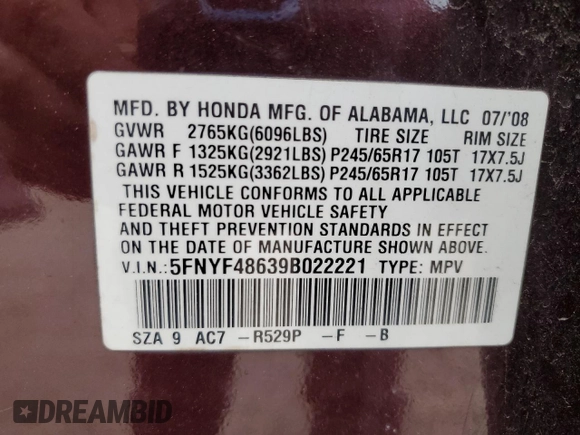 MFD. BY HONDA MFG. OF ALABAMA, LLC 07/'08
GVWR 2765KG(6096LBS) TIRE SIZE RIM SIZE
GAWR F 1325KG(2921LBS) P245/65R17 105T 17X7.5J
GAWR R 1525KG(3362LBS) P245/65R17 105T 17X7.5J
THIS VEHICLE CONFORMS TO ALL APPLICABLE
FEDERAL MOTOR VEHICLE SAFETY
AND THEFT PREVENTION STANDARDS IN EFFECT
ON THE DATE OF MANUFACTURE SHOWN ABOVE.
V.I.N.:5FNYF48639B022221 TYPE: MPV
SZA 9 AC7 -R529P -F -B
DREAMBID